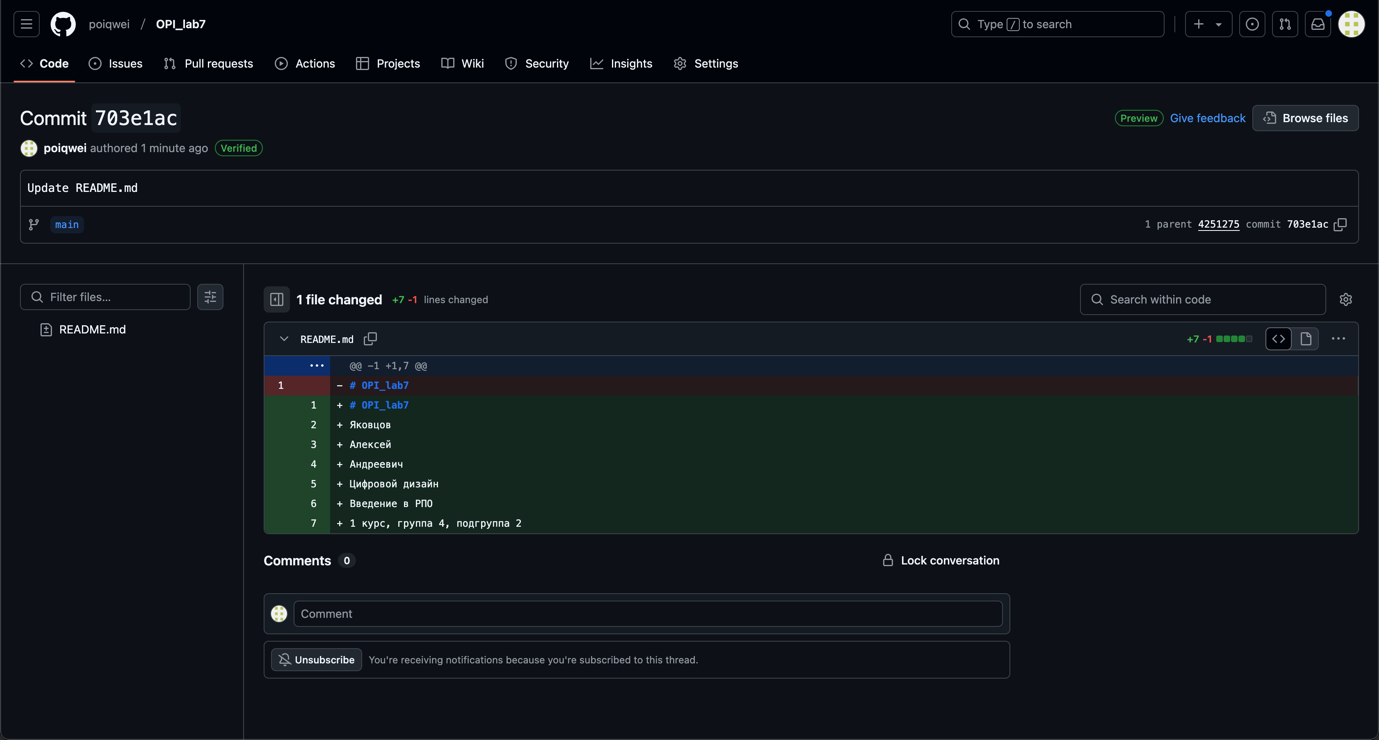 poiqwei / OPI_lab7
Type / to search
Code Issues Pull requests Actions Projects Wiki Security Insights Settings
Commit 703e1ac
Preview Give feedback Browse files
poiqwei authored 1 minute ago Verified
Update README.md
main 1 parent 4251275 commit 703e1ac
Filter files...
README.md
1 file changed +7 -1 lines changed
Search within code
README.md +7 -1
@@ -1 +1,7 @@
1 - # OPI_lab7
1 + # OPI_lab7
2 + Яковцов
3 + Алексей
4 + Андреевич
5 + Цифровой дизайн
6 + Введение в РПО
7 + 1 курс, группа 4, подгруппа 2
Comments 0
Lock conversation
Comment
Unsubscribe You're receiving notifications because you're subscribed to this thread.